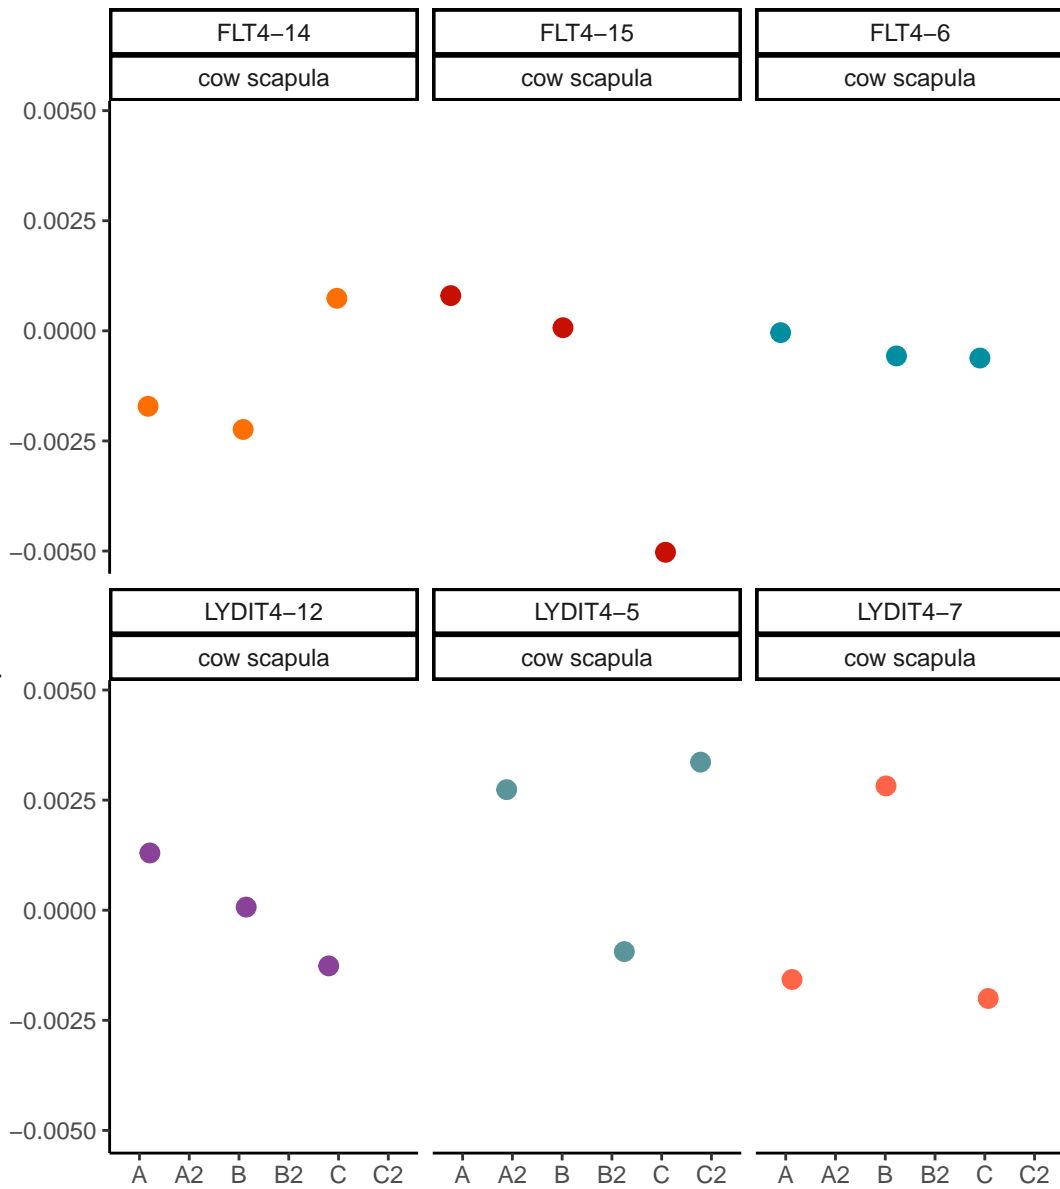 FLT4–14 FLT4–15 FLT4–6
cow scapula cow scapula cow scapula
0.0050
0.0025
0.0000
−0.0025
−0.0050
LYDIT4–12 LYDIT4–5 LYDIT4–7
cow scapula cow scapula cow scapula
0.0050
0.0025
0.0000
−0.0025
−0.0050
A A2 B B2 C C2 A A2 B B2 C C2 A A2 B B2 C C2